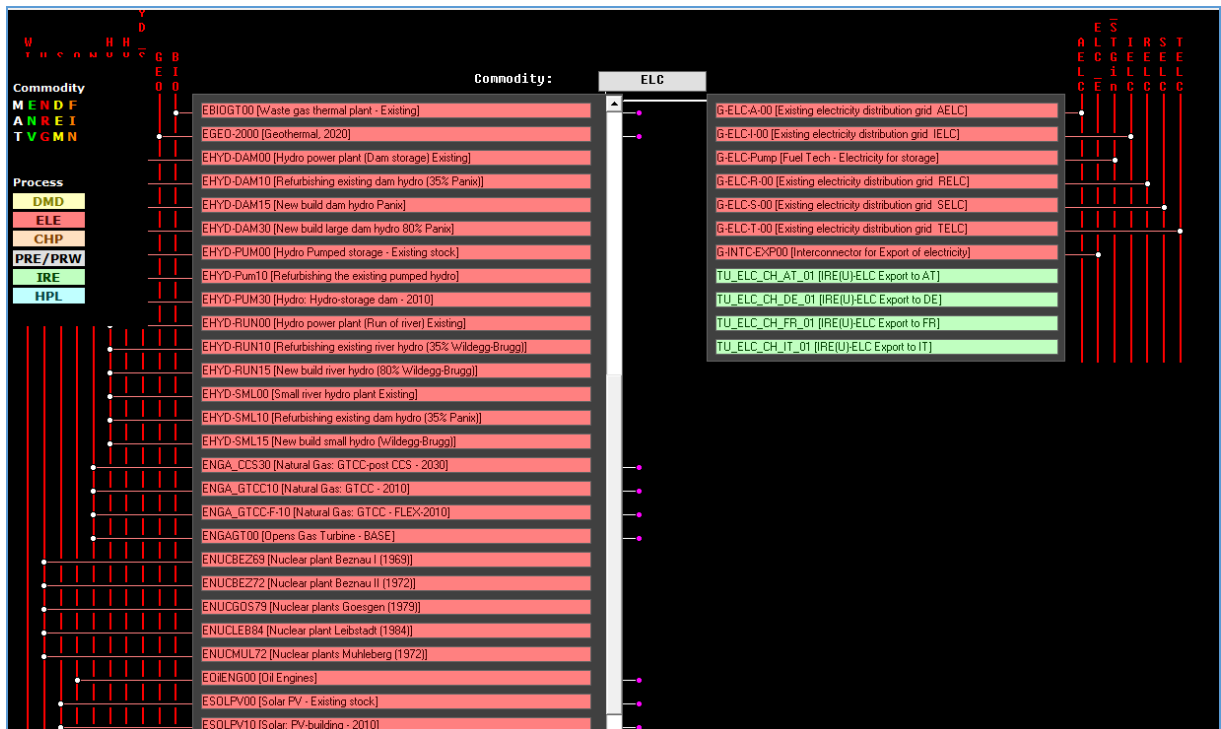 Commodity: ELC
Commodity
M E N D F
A N R E I
T V G M N
Process
DMD
ELE
CHP
PRE/PRW
IRE
HPL
GEO
BIO
EBIOGT00 [Waste gas thermal plant - Existing]
EGEO-2000 [Geothermal, 2020]
EHYD-DAM00 [Hydro power plant (Dam storage) Existing]
EHYD-DAM10 [Refurbishing existing dam hydro (35% Panix)]
EHYD-DAM15 [New build dam hydro Panix]
EHYD-DAM30 [New build large dam hydro 80% Panix]
EHYD-PUM00 [Hydro Pumped storage - Existing stock]
EHYD-Pum10 [Refurbishing the existing pumped hydro]
EHYD-PUM30 [Hydro: Hydro-storage dam - 2010]
EHYD-RUN00 [Hydro power plant (Run of river) Existing]
EHYD-RUN10 [Refurbishing existing river hydro (35% Wildegg-Brugg)]
EHYD-RUN15 [New build river hydro (80% Wildegg-Brugg)]
EHYD-SML00 [Small river hydro plant Existing]
EHYD-SML10 [Refurbishing existing dam hydro (35% Panix)]
EHYD-SML15 [New build small hydro (Wildegg-Brugg)]
ENGA_CCS30 [Natural Gas: GTCC-post CCS - 2030]
ENGA_GTCC10 [Natural Gas: GTCC - 2010]
ENGA_GTCC-F-10 [Natural Gas: GTCC - FLEX-2010]
ENGAGT00 [Opens Gas Turbine - BASE]
ENUCBEZ69 [Nuclear plant Beznau I (1969)]
ENUCBEZ72 [Nuclear plant Beznau II (1972)]
ENUCGOS79 [Nuclear plants Goesgen (1979)]
ENUCLEB84 [Nuclear plant Leibstadt (1984)]
ENUCMUL72 [Nuclear plants Muhleberg (1972)]
EOilENG00 [Oil Engines]
ESOLPV00 [Solar PV - Existing stock]
ESOLPV10 [Solar: PV-building - 2010]
G-ELC-A-00 [Existing electricity distribution grid AELC]
G-ELC-I-00 [Existing electricity distribution grid IELC]
G-ELC-Pump [Fuel Tech - Electricity for storage]
G-ELC-R-00 [Existing electricity distribution grid RELC]
G-ELC-S-00 [Existing electricity distribution grid SELC]
G-ELC-T-00 [Existing electricity distribution grid TELC]
G-INTC-EXP00 [Interconnector for Export of electricity]
TU_ELC_CH_AT_01 [IRE(U)-ELC Export to AT]
TU_ELC_CH_DE_01 [IRE(U)-ELC Export to DE]
TU_ELC_CH_FR_01 [IRE(U)-ELC Export to FR]
TU_ELC_CH_IT_01 [IRE(U)-ELC Export to IT]
AELC
IELC
RELC
SELC
TELC